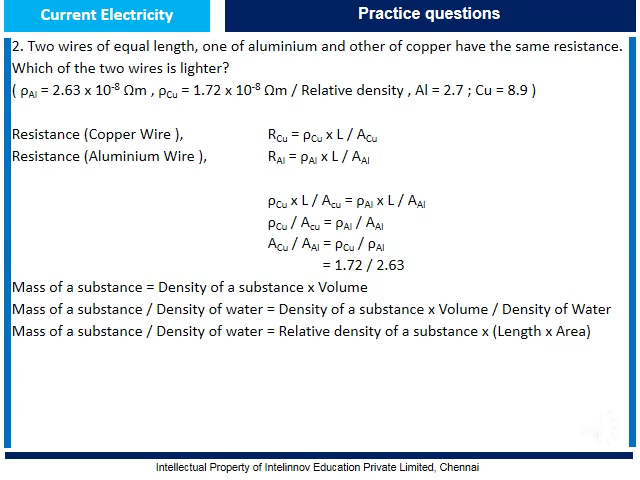 Current Electricity
Practice questions
2. Two wires of equal length, one of aluminium and other of copper have the same resistance.
Which of the two wires is lighter?
( ρAl = 2.63 x 10⁻⁸ Ωm , ρCu = 1.72 x 10⁻⁸ Ωm / Relative density , Al = 2.7 ; Cu = 8.9 )
Resistance (Copper Wire ), RCu = ρCu x L / ACu
Resistance (Aluminium Wire ), RAl = ρAl x L / AAl
ρCu x L / Acu = ρAl x L / AAl
ρCu / Acu = ρAl / AAl
ACu / AAl = ρCu / ρAl
= 1.72 / 2.63
Mass of a substance = Density of a substance x Volume
Mass of a substance / Density of water = Density of a substance x Volume / Density of Water
Mass of a substance / Density of water = Relative density of a substance x (Length x Area)
Intellectual Property of Intelinnov Education Private Limited, Chennai